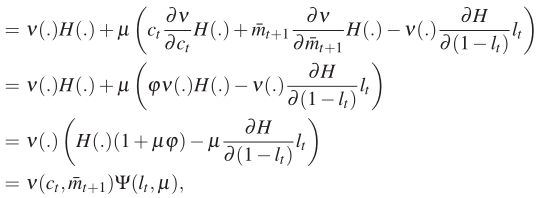 = ν(.)H(.) + μ ( c_t ∂ν/∂c_t H(.) + m̄_{t+1} ∂ν/∂m̄_{t+1} H(.) − ν(.) ∂H/∂(1 − l_t) l_t )
= ν(.)H(.) + μ ( φν(.)H(.) − ν(.) ∂H/∂(1 − l_t) l_t )
= ν(.) ( H(.)(1 + μφ) − μ ∂H/∂(1 − l_t) l_t )
= ν(c_t, m̄_{t+1})Ψ(l_t, μ),